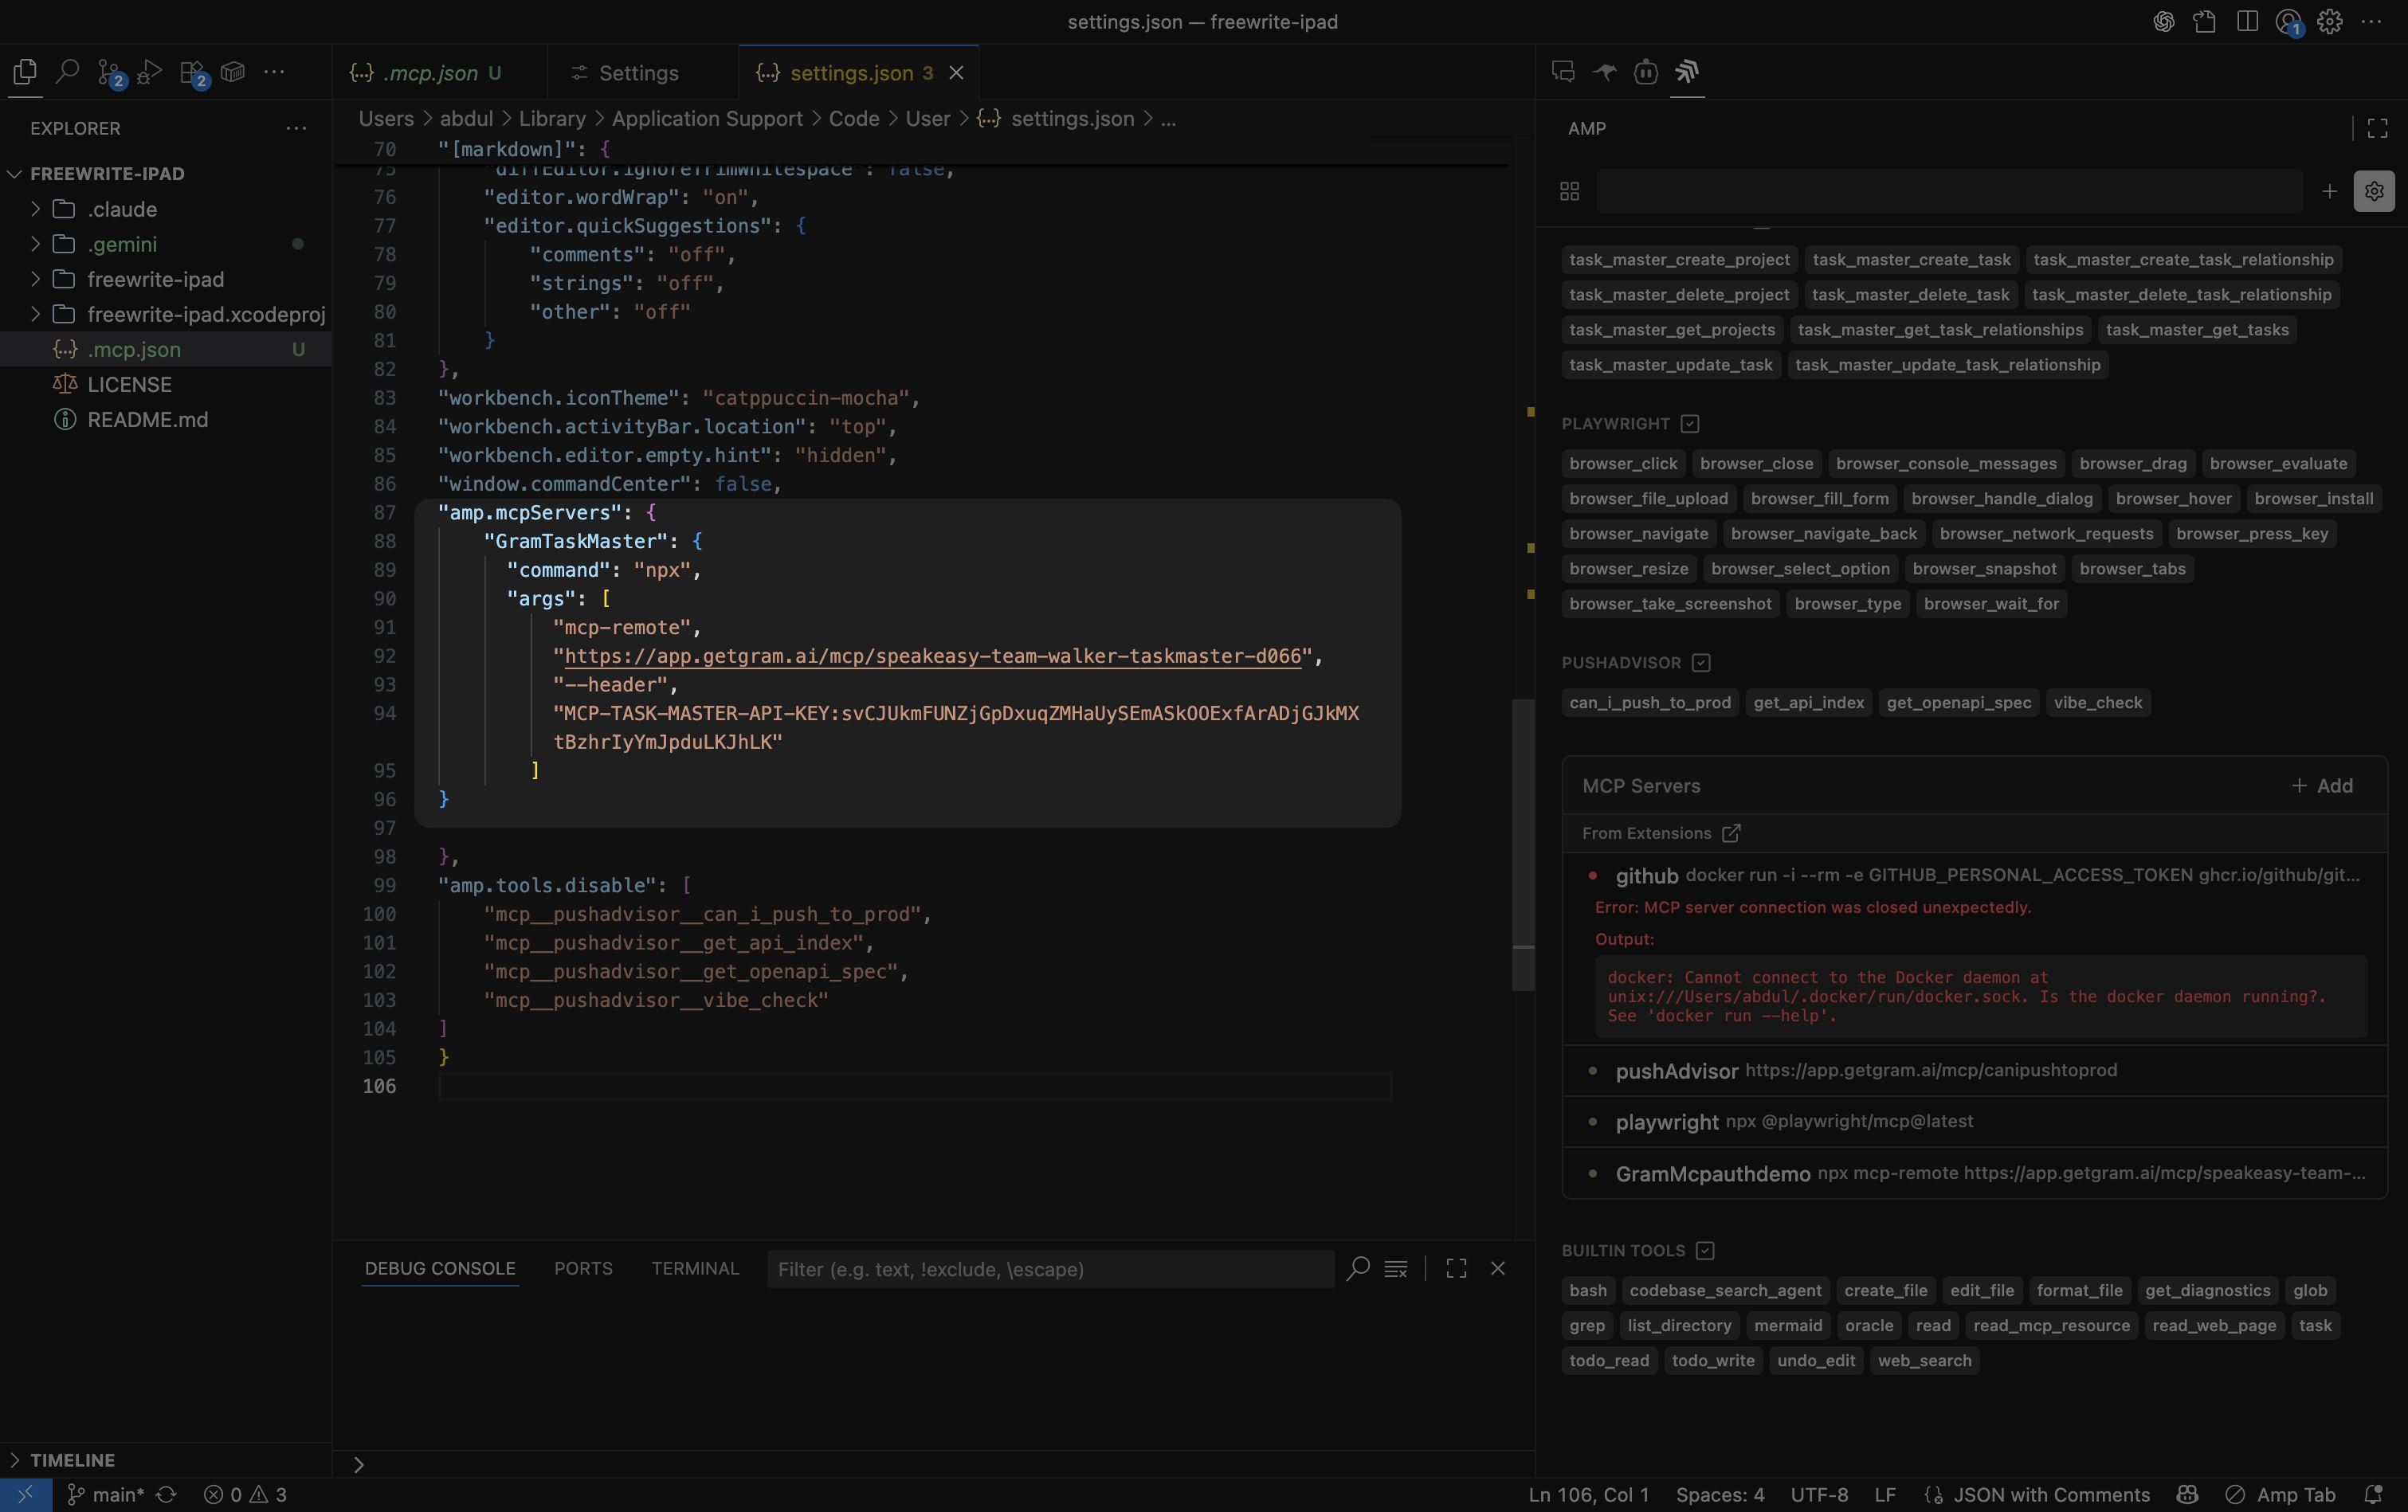 settings.json — freewrite-ipad
1
2
2
EXPLORER
FREEWRITE-IPAD
.claude
.gemini
freewrite-ipad
freewrite-ipad.xcodeproj
.mcp.json U
LICENSE
README.md
TIMELINE
{...} .mcp.json U
Settings
{...} settings.json 3
Users > abdul > Library > Application Support > Code > User > {...} settings.json > ...
70 "[markdown]": {
75 "diffEditor.ignoreTrimWhitespace": false,
76 "editor.wordWrap": "on",
77 "editor.quickSuggestions": {
78 "comments": "off",
79 "strings": "off",
80 "other": "off"
81 }
82 },
83 "workbench.iconTheme": "catppuccin-mocha",
84 "workbench.activityBar.location": "top",
85 "workbench.editor.empty.hint": "hidden",
86 "window.commandCenter": false,
87 "amp.mcpServers": {
88 "GramTaskMaster": {
89 "command": "npx",
90 "args": [
91 "mcp-remote",
92 "https://app.getgram.ai/mcp/speakeasy-team-walker-taskmaster-d066",
93 "--header",
94 "MCP-TASK-MASTER-API-KEY:svCJUkmFUNZjGpDxuqZMHaUySEmASkOOExfArADjGJkMX
tBzhrIyYmJpduLKJhLK"
95 ]
96 }
97
98 },
99 "amp.tools.disable": [
100 "mcp__pushadvisor__can_i_push_to_prod",
101 "mcp__pushadvisor__get_api_index",
102 "mcp__pushadvisor__get_openapi_spec",
103 "mcp__pushadvisor__vibe_check"
104 ]
105 }
106
DEBUG CONSOLE PORTS TERMINAL Filter (e.g. text, !exclude, \escape)
AMP
task_master_create_project task_master_create_task task_master_create_task_relationship
task_master_delete_project task_master_delete_task task_master_delete_task_relationship
task_master_get_projects task_master_get_task_relationships task_master_get_tasks
task_master_update_task task_master_update_task_relationship
PLAYWRIGHT
browser_click browser_close browser_console_messages browser_drag browser_evaluate
browser_file_upload browser_fill_form browser_handle_dialog browser_hover browser_install
browser_navigate browser_navigate_back browser_network_requests browser_press_key
browser_resize browser_select_option browser_snapshot browser_tabs
browser_take_screenshot browser_type browser_wait_for
PUSHADVISOR
can_i_push_to_prod get_api_index get_openapi_spec vibe_check
MCP Servers + Add
From Extensions
github docker run -i --rm -e GITHUB_PERSONAL_ACCESS_TOKEN ghcr.io/github/git...
Error: MCP server connection was closed unexpectedly.
Output:
docker: Cannot connect to the Docker daemon at
unix:///Users/abdul/.docker/run/docker.sock. Is the docker daemon running?.
See 'docker run --help'.
pushAdvisor https://app.getgram.ai/mcp/canipushtoprod
playwright npx @playwright/mcp@latest
GramMcpauthdemo npx mcp-remote https://app.getgram.ai/mcp/speakeasy-team-...
BUILTIN TOOLS
bash codebase_search_agent create_file edit_file format_file get_diagnostics glob
grep list_directory mermaid oracle read read_mcp_resource read_web_page task
todo_read todo_write undo_edit web_search
main* 0 3
Ln 106, Col 1 Spaces: 4 UTF-8 LF JSON with Comments Amp Tab